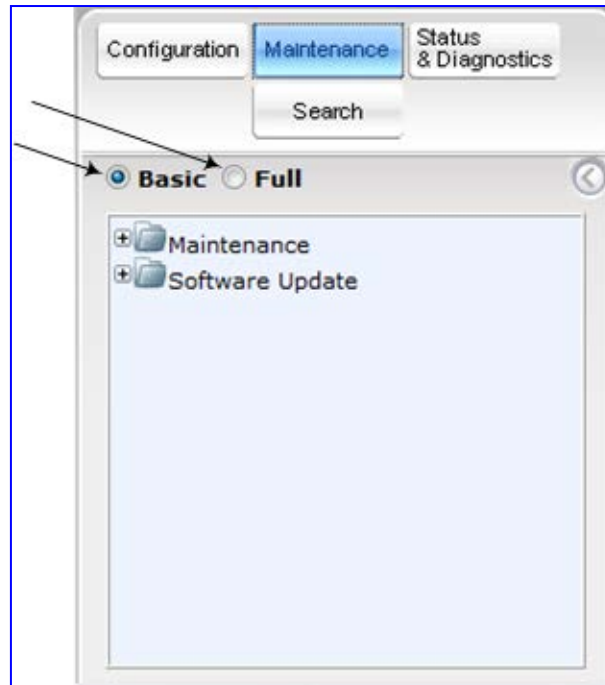 Configuration
Maintenance
Status
& Diagnostics
Search
Basic
Full
Maintenance
Software Update